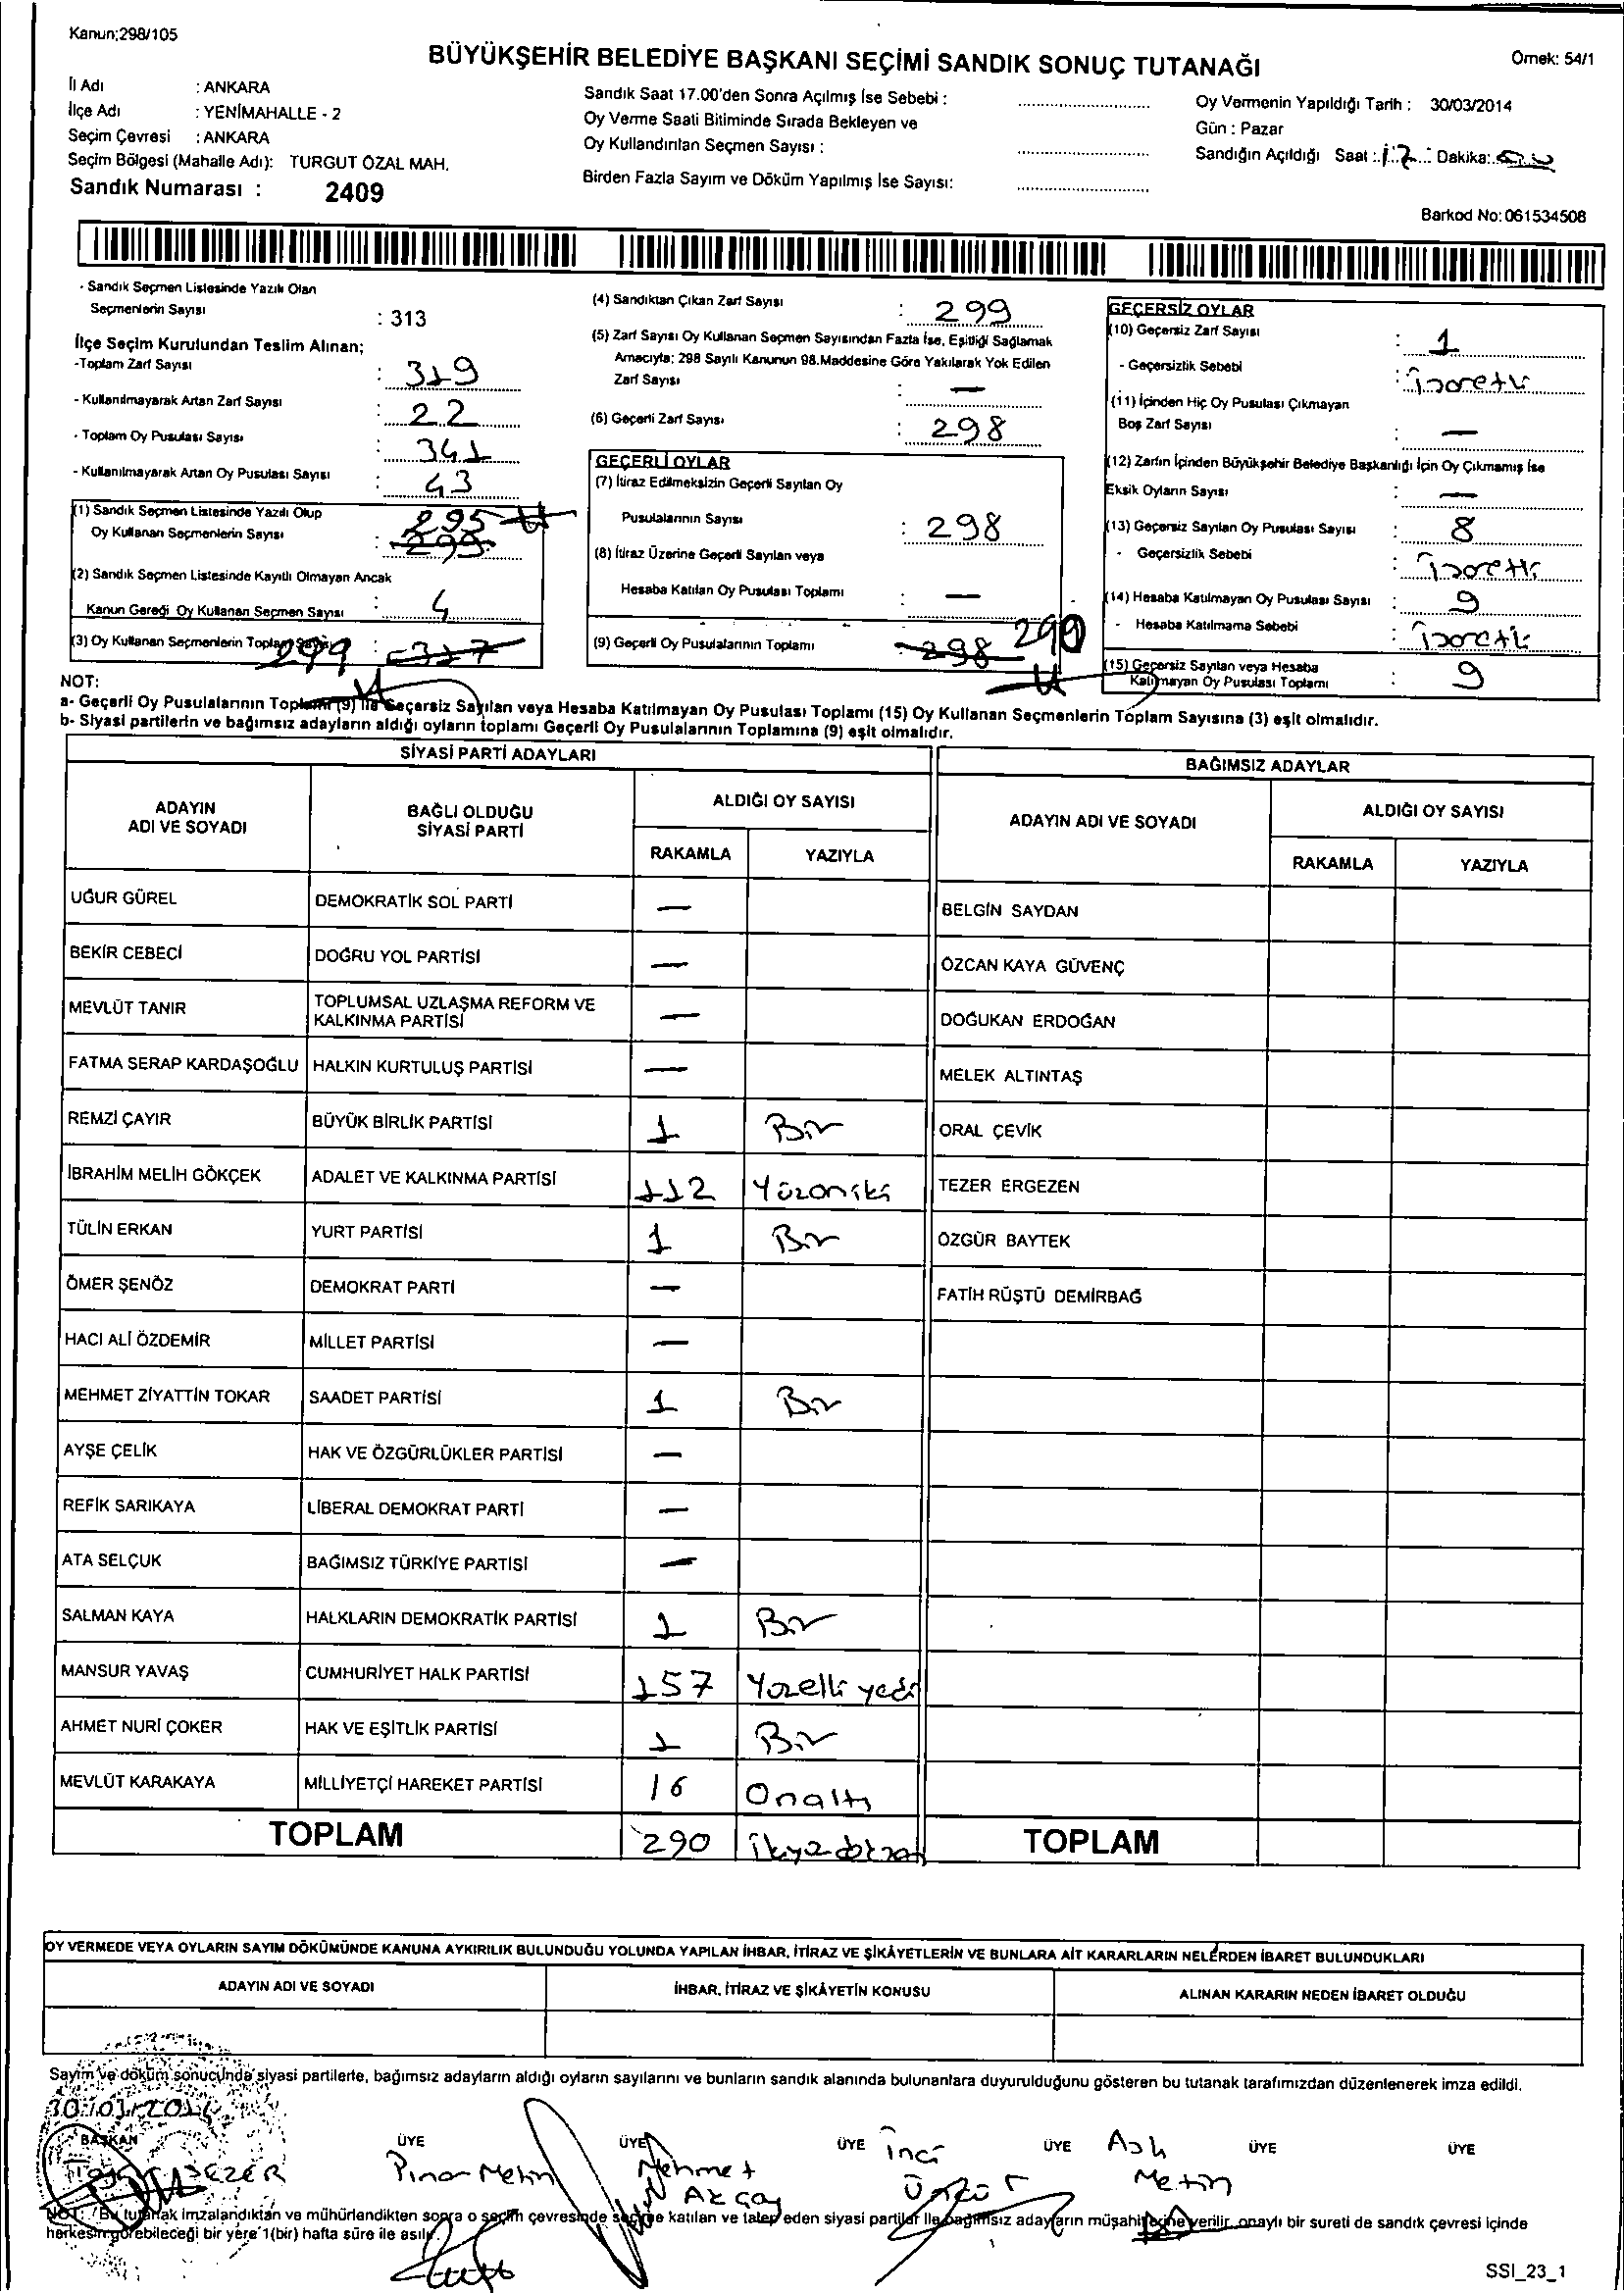 Kanun;298/105
BÜYÜKŞEHİR BELEDİYE BAŞKANI SEÇİMİ SANDIK SONUÇ TUTANAĞI
Örnek: 54/1
İl Adı : ANKARA
İlçe Adı : YENİMAHALLE - 2
Seçim Çevresi : ANKARA
Seçim Bölgesi (Mahalle Adı): TURGUT ÖZAL MAH.
Sandık Numarası : 2409
Sandık Saat 17.00'den Sonra Açılmış İse Sebebi :
Oy Verme Saati Bitiminde Sırada Bekleyen ve
Oy Kullandırılan Seçmen Sayısı :
Birden Fazla Sayım ve Döküm Yapılmış İse Sayısı:
Oy Vermenin Yapıldığı Tarih : 30/03/2014
Gün : Pazar
Sandığın Açıldığı Saat : 17 Dakika:
Barkod No: 061534508
- Sandık Seçmen Listesinde Yazılı Olan
Seçmenlerin Sayısı : 313
İlçe Seçim Kurulundan Teslim Alınan;
-Toplam Zarf Sayısı : 319
- Kullanılmayarak Artan Zarf Sayısı : 22
- Toplam Oy Pusulası Sayısı : 341
- Kullanılmayarak Artan Oy Pusulası Sayısı : 43
(1) Sandık Seçmen Listesinde Yazılı Olup
Oy Kullanan Seçmenlerin Sayısı : 295 299
(2) Sandık Seçmen Listesinde Kayıtlı Olmayan Ancak
Kanun Gereği Oy Kullanan Seçmen Sayısı : 4
(3) Oy Kullanan Seçmenlerin Toplam Sayısı : 299 317
(4) Sandıktan Çıkan Zarf Sayısı : 299
(5) Zarf Sayısı Oy Kullanan Seçmen Sayısından Fazla İse, Eşitliği Sağlamak
Amacıyla; 298 Sayılı Kanunun 98.Maddesine Göre Yakılarak Yok Edilen
Zarf Sayısı : —
(6) Geçerli Zarf Sayısı : 298
GEÇERLİ OYLAR
(7) İtiraz Edilmeksizin Geçerli Sayılan Oy
Pusulalarının Sayısı : 298
(8) İtiraz Üzerine Geçerli Sayılan veya
Hesaba Katılan Oy Pusulası Toplamı : —
(9) Geçerli Oy Pusulalarının Toplamı : 298 290
GEÇERSİZ OYLAR
(10) Geçersiz Zarf Sayısı : 1
- Geçersizlik Sebebi : İşaretli
(11) İçinden Hiç Oy Pusulası Çıkmayan
Boş Zarf Sayısı : —
(12) Zarfın İçinden Büyükşehir Belediye Başkanlığı İçin Oy Çıkmamış İse
Eksik Oyların Sayısı : —
(13) Geçersiz Sayılan Oy Pusulası Sayısı : 8
- Geçersizlik Sebebi : İşaretli
(14) Hesaba Katılmayan Oy Pusulası Sayısı : 9
- Hesaba Katılmama Sebebi : İşaretli
(15) Geçersiz Sayılan veya Hesaba
Katılmayan Oy Pusulası Toplamı : 9
NOT:
a- Geçerli Oy Pusulalarının Toplamı (9) ile Geçersiz Sayılan veya Hesaba Katılmayan Oy Pusulası Toplamı (15) Oy Kullanan Seçmenlerin Toplam Sayısına (3) eşit olmalıdır.
b- Siyasi partilerin ve bağımsız adayların aldığı oyların toplamı Geçerli Oy Pusulalarının Toplamına (9) eşit olmalıdır.
SİYASİ PARTİ ADAYLARI
BAĞIMSIZ ADAYLAR
ADAYIN ADI VE SOYADI
BAĞLI OLDUĞU SİYASİ PARTİ
ALDIĞI OY SAYISI
RAKAMLA YAZIYLA
ADAYIN ADI VE SOYADI
ALDIĞI OY SAYISI
RAKAMLA YAZIYLA
UĞUR GÜREL DEMOKRATİK SOL PARTİ — BELGİN SAYDAN
BEKİR CEBECİ DOĞRU YOL PARTİSİ — ÖZCAN KAYA GÜVENÇ
MEVLÜT TANIR TOPLUMSAL UZLAŞMA REFORM VE KALKINMA PARTİSİ — DOĞUKAN ERDOĞAN
FATMA SERAP KARDAŞOĞLU HALKIN KURTULUŞ PARTİSİ — MELEK ALTINTAŞ
REMZİ ÇAYIR BÜYÜK BİRLİK PARTİSİ 1 Bir ORAL ÇEVİK
İBRAHİM MELİH GÖKÇEK ADALET VE KALKINMA PARTİSİ 112 Yüzoniki TEZER ERGEZEN
TÜLİN ERKAN YURT PARTİSİ 1 Bir ÖZGÜR BAYTEK
ÖMER ŞENÖZ DEMOKRAT PARTİ — FATİH RÜŞTÜ DEMİRBAĞ
HACI ALİ ÖZDEMİR MİLLET PARTİSİ —
MEHMET ZİYATTİN TOKAR SAADET PARTİSİ 1 Bir
AYŞE ÇELİK HAK VE ÖZGÜRLÜKLER PARTİSİ —
REFİK SARIKAYA LİBERAL DEMOKRAT PARTİ —
ATA SELÇUK BAĞIMSIZ TÜRKİYE PARTİSİ —
SALMAN KAYA HALKLARIN DEMOKRATİK PARTİSİ 1 Bir
MANSUR YAVAŞ CUMHURİYET HALK PARTİSİ 157 Yüzelli yedi
AHMET NURİ ÇOKER HAK VE EŞİTLİK PARTİSİ 1 Bir
MEVLÜT KARAKAYA MİLLİYETÇİ HAREKET PARTİSİ 16 Onaltı
TOPLAM 290 TOPLAM
OY VERMEDE VEYA OYLARIN SAYIM DÖKÜMÜNDE KANUNA AYKIRILIK BULUNDUĞU YOLUNDA YAPILAN İHBAR, İTİRAZ VE ŞİKÂYETLERİN VE BUNLARA AİT KARARLARIN NELERDEN İBARET BULUNDUKLARI
ADAYIN ADI VE SOYADI İHBAR, İTİRAZ VE ŞİKÂYETİN KONUSU ALINAN KARARIN NEDEN İBARET OLDUĞU
Sayım ve döküm sonucunda siyasi partilerle, bağımsız adayların aldığı oyların sayılarını ve bunların sandık alanında bulunanlara duyurulduğunu gösteren bu tutanak tarafımızdan düzenlenerek imza edildi.
30/03/2014
BAŞKAN ÜYE ÜYE ÜYE ÜYE ÜYE ÜYE
Pınar Metin
Mehmet Akçay
İnci
Aslı Metin
NOT: Bu tutanak imzalandıktan ve mühürlendikten sonra o seçim çevresinde seçime katılan ve talep eden siyasi partiler ile bağımsız adayların müşahitlerine verilir, onaylı bir sureti de sandık çevresi içinde
herkesin görebileceği bir yere 1(bir) hafta süre ile asılır.
SSI_23_1